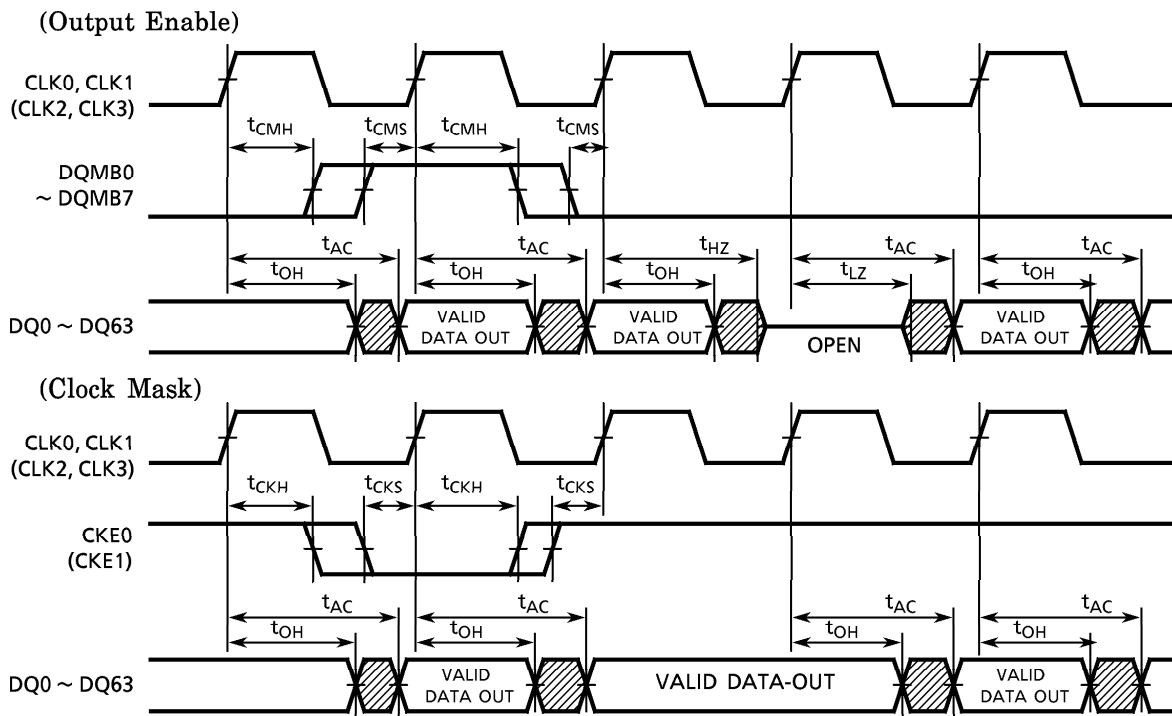 (Output Enable)
CLK0, CLK1
(CLK2, CLK3)
tCMH tCMS tCMH tCMS
DQMB0
~ DQMB7
tAC tAC tHZ tAC tAC
tOH tOH tOH tLZ tOH
DQ0 ~ DQ63
VALID DATA OUT
VALID DATA OUT
OPEN
VALID DATA OUT
(Clock Mask)
CLK0, CLK1
(CLK2, CLK3)
tCKH tCKS tCKH tCKS
CKE0
(CKE1)
tAC tAC tAC tAC
tOH tOH tOH tOH
DQ0 ~ DQ63
VALID DATA OUT
VALID DATA-OUT
VALID DATA OUT